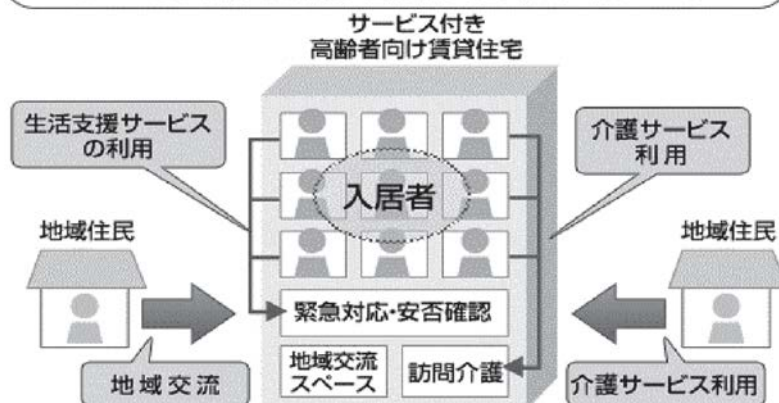 サービス付き
高齢者向け賃貸住宅
生活支援サービス
の利用
介護サービス
利用
入居者
地域住民
地域住民
緊急対応・安否確認
地域交流
スペース
訪問介護
地域交流
介護サービス利用